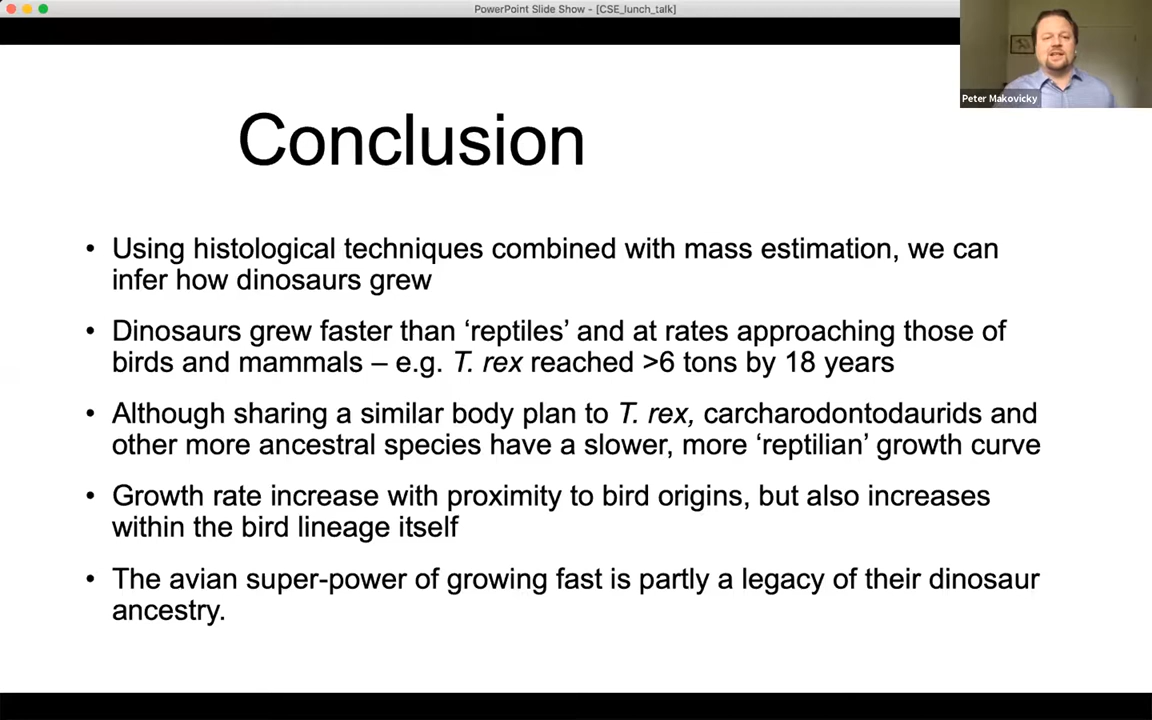 PowerPoint Slide Show - [CSE_lunch_talk]
Peter Makovicky
Conclusion
• Using histological techniques combined with mass estimation, we can
infer how dinosaurs grew
• Dinosaurs grew faster than ‘reptiles’ and at rates approaching those of
birds and mammals – e.g. T. rex reached >6 tons by 18 years
• Although sharing a similar body plan to T. rex, carcharodontodaurids and
other more ancestral species have a slower, more ‘reptilian’ growth curve
• Growth rate increase with proximity to bird origins, but also increases
within the bird lineage itself
• The avian super-power of growing fast is partly a legacy of their dinosaur
ancestry.